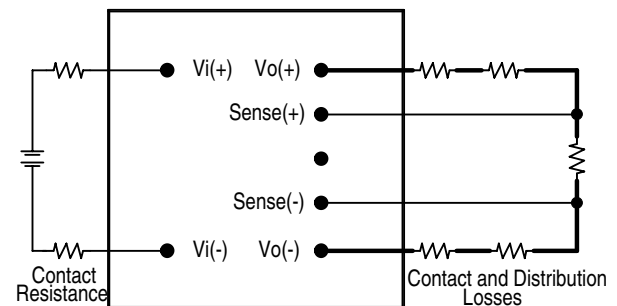 Vi(+) Vo(+)
Sense(+)
Sense(-)
Vi(-) Vo(-)
Contact
Resistance
Contact and Distribution
Losses